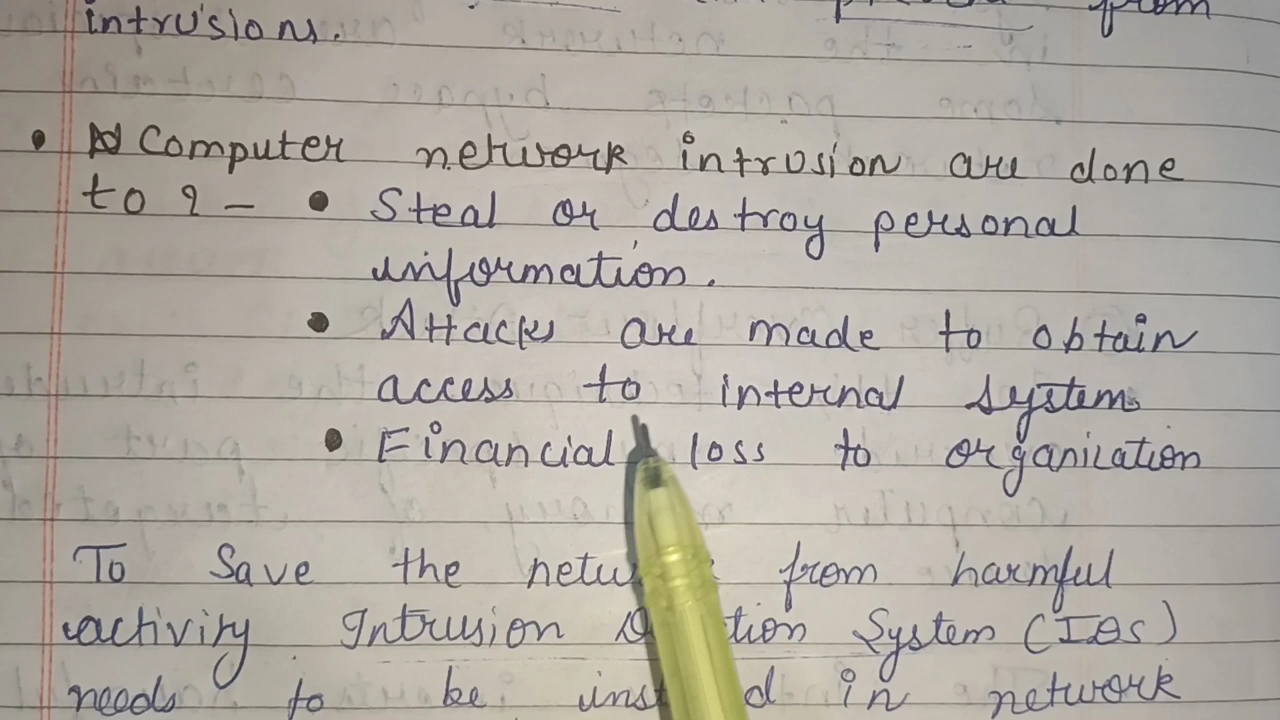 from
intrusions.
• Computer network intrusion are done
to ? - • Steal or destroy personal
information.
• Attacks are made to obtain
access to internal systems
• Financial loss to organization
To Save the from harmful
activity Intrusion System (IDS)
needs to be in network